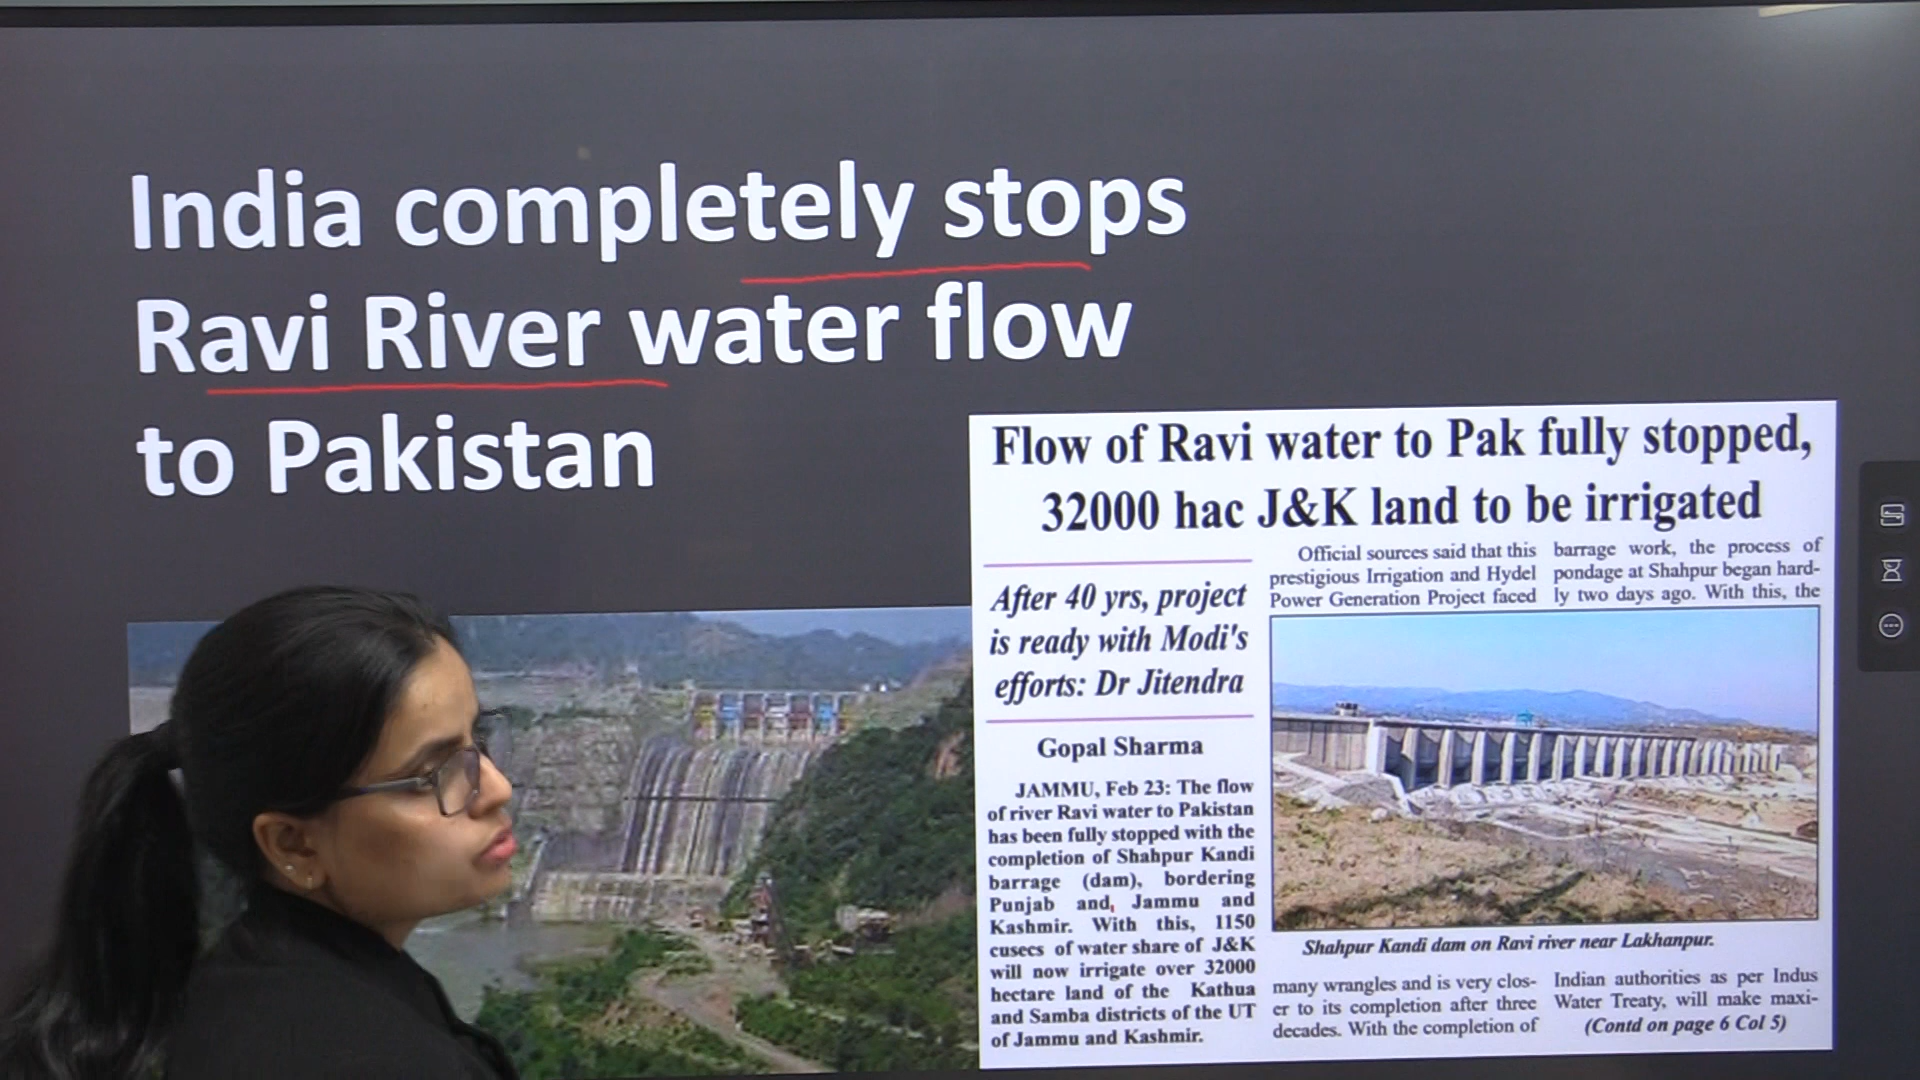 India completely stops
Ravi River water flow
to Pakistan
Flow of Ravi water to Pak fully stopped,
32000 hac J&K land to be irrigated
After 40 yrs, project
is ready with Modi's
efforts: Dr Jitendra
Gopal Sharma
JAMMU, Feb 23: The flow
of river Ravi water to Pakistan
has been fully stopped with the
completion of Shahpur Kandi
barrage (dam), bordering
Punjab and, Jammu and
Kashmir. With this, 1150
cusecs of water share of J&K
will now irrigate over 32000
hectare land of the Kathua
and Samba districts of the UT
of Jammu and Kashmir.
Official sources said that this
prestigious Irrigation and Hydel
Power Generation Project faced
many wrangles and is very clos-
er to its completion after three
decades. With the completion of
barrage work, the process of
pondage at Shahpur began hard-
ly two days ago. With this, the
Shahpur Kandi dam on Ravi river near Lakhanpur.
Indian authorities as per Indus
Water Treaty, will make maxi-
(Contd on page 6 Col 5)